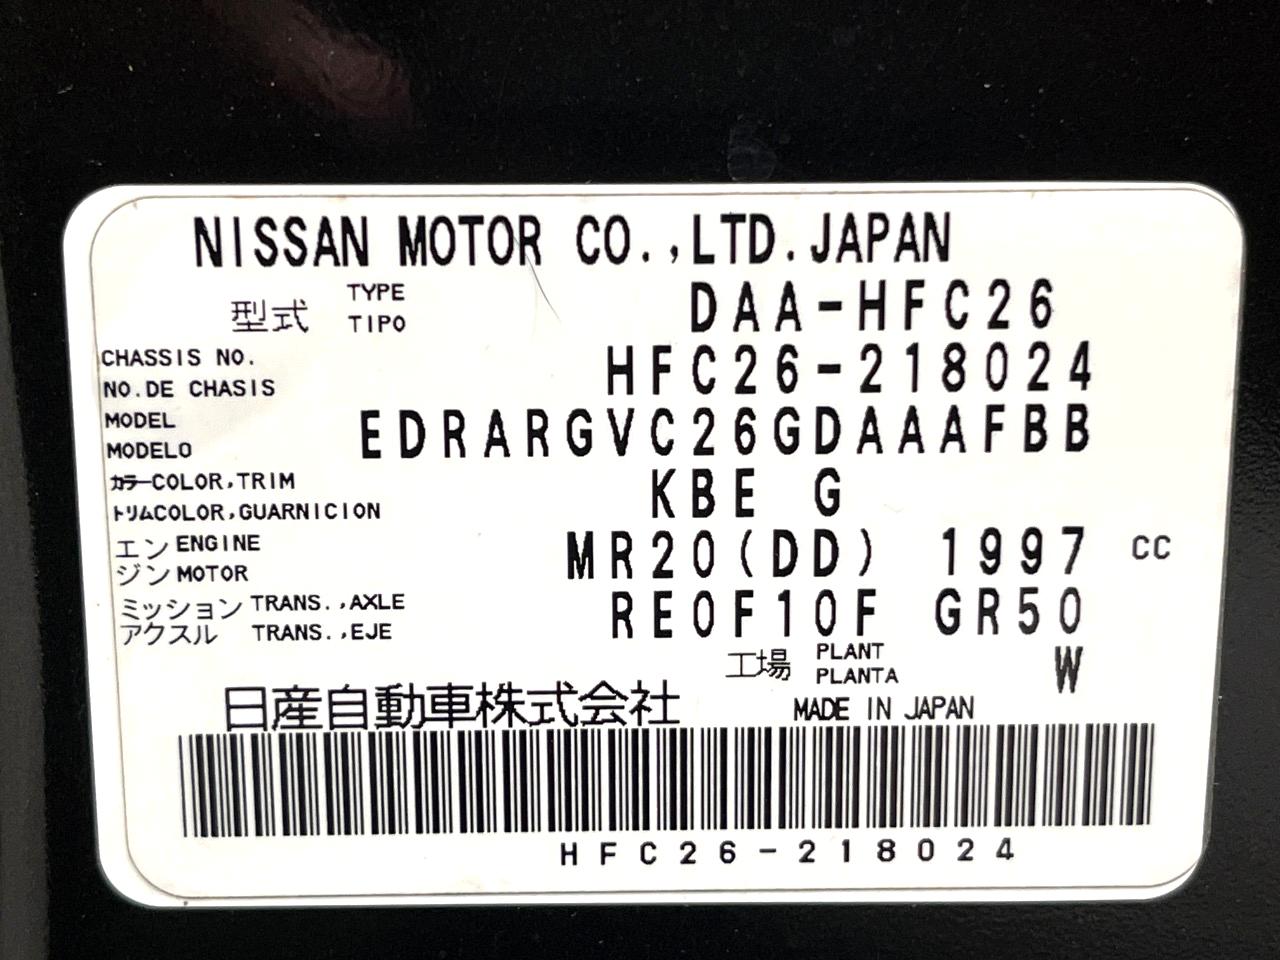 NISSAN MOTOR CO.,LTD.JAPAN
型式 TYPE TIPO DAA-HFC26
CHASSIS NO.
NO.DE CHASIS HFC26-218024
MODEL
MODELO EDRARGVC26GDAAAFBB
カラーCOLOR,TRIM
トリムCOLOR,GUARNICION KBE G
エンジン ENGINE MOTOR MR20(DD) 1997 CC
ミッション TRANS.,AXLE
アクスル TRANS.,EJE RE0F10F GR50
工場 PLANT PLANTA W
日産自動車株式会社 MADE IN JAPAN
HFC26-218024